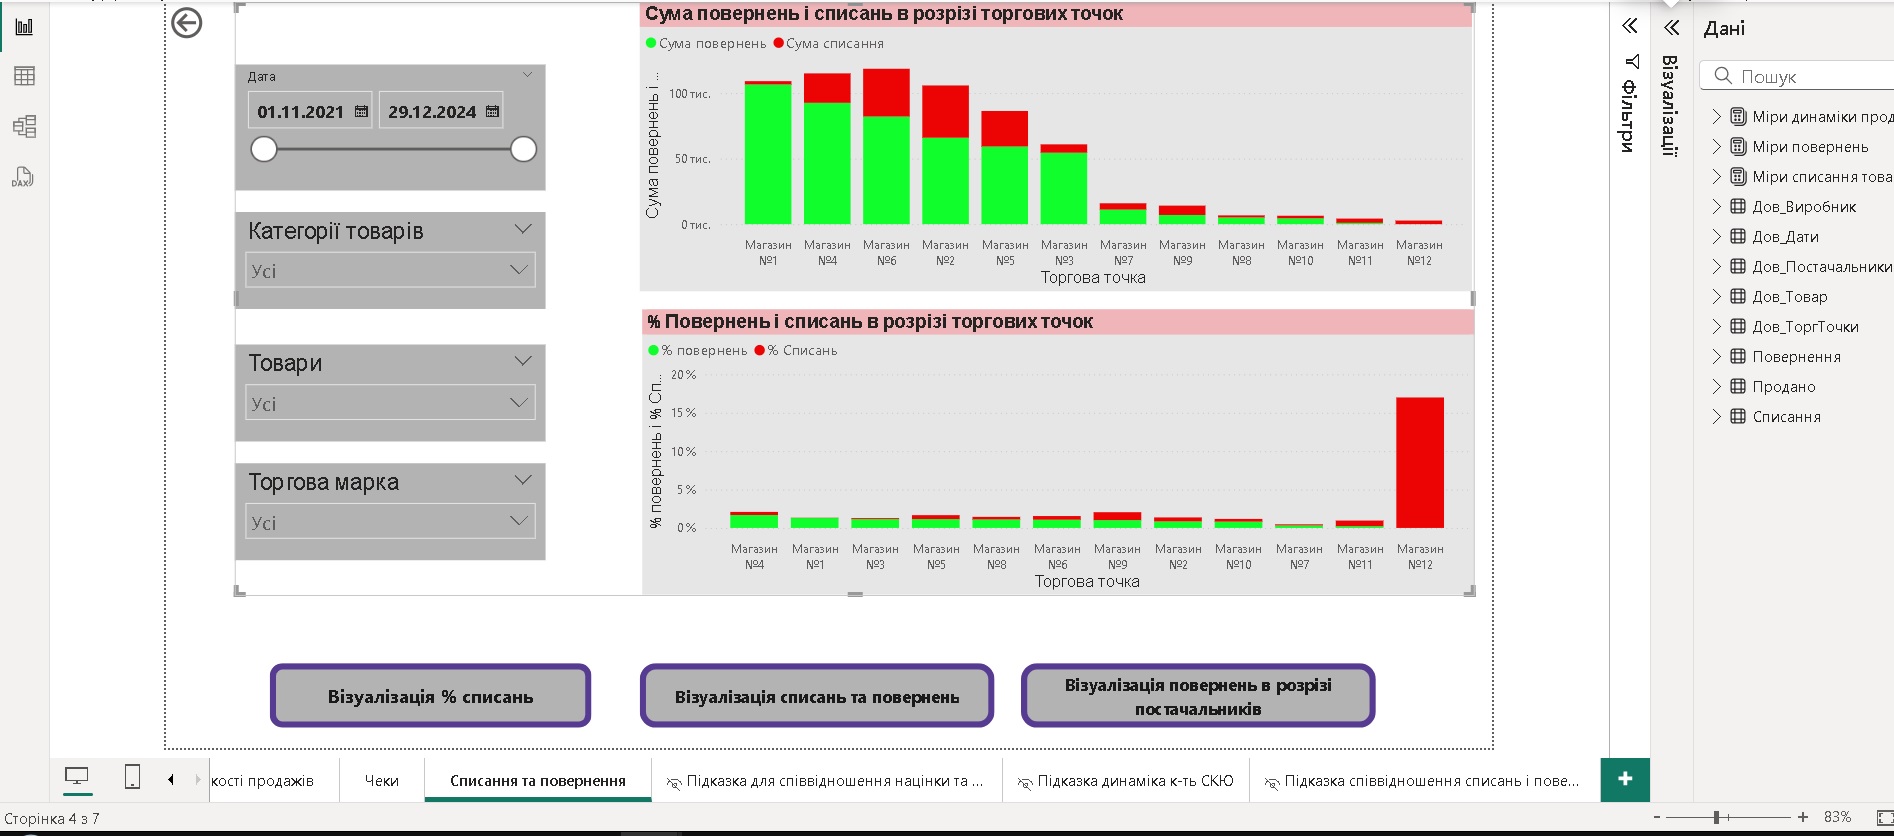 Дата
01.11.2021
29.12.2024
Категорії товарів
Усі
Товари
Усі
Торгова марка
Усі
Сума повернень і списань в розрізі торгових точок
Сума повернень Сума списання
Сума повернень і ...
100 тис.
50 тис.
0 тис.
Магазин №1
Магазин №4
Магазин №6
Магазин №2
Магазин №5
Магазин №3
Магазин №7
Магазин №9
Магазин №8
Магазин №10
Магазин №11
Магазин №12
Торгова точка
% Повернень і списань в розрізі торгових точок
% повернень % Списань
% повернень і % Сп...
20 %
15 %
10 %
5 %
0 %
Магазин №4
Магазин №1
Магазин №3
Магазин №5
Магазин №8
Магазин №6
Магазин №9
Магазин №2
Магазин №10
Магазин №7
Магазин №11
Магазин №12
Торгова точка
Візуалізація % списань
Візуалізація списань та повернень
Візуалізація повернень в розрізі
постачальників
Фільтри
Візуалізації
Дані
Пошук
Міри динаміки прод
Міри повернень
Міри списання това
Дов_Виробник
Дов_Дати
Дов_Постачальники
Дов_Товар
Дов_ТоргТочки
Повернення
Продано
Списання
DAX
кості продажів
Чеки
Списання та повернення
Підказка для співвідношення націнки та ...
Підказка динаміка к-ть СКЮ
Підказка співвідношення списань і пове...
+
Сторінка 4 з 7
- + 83%